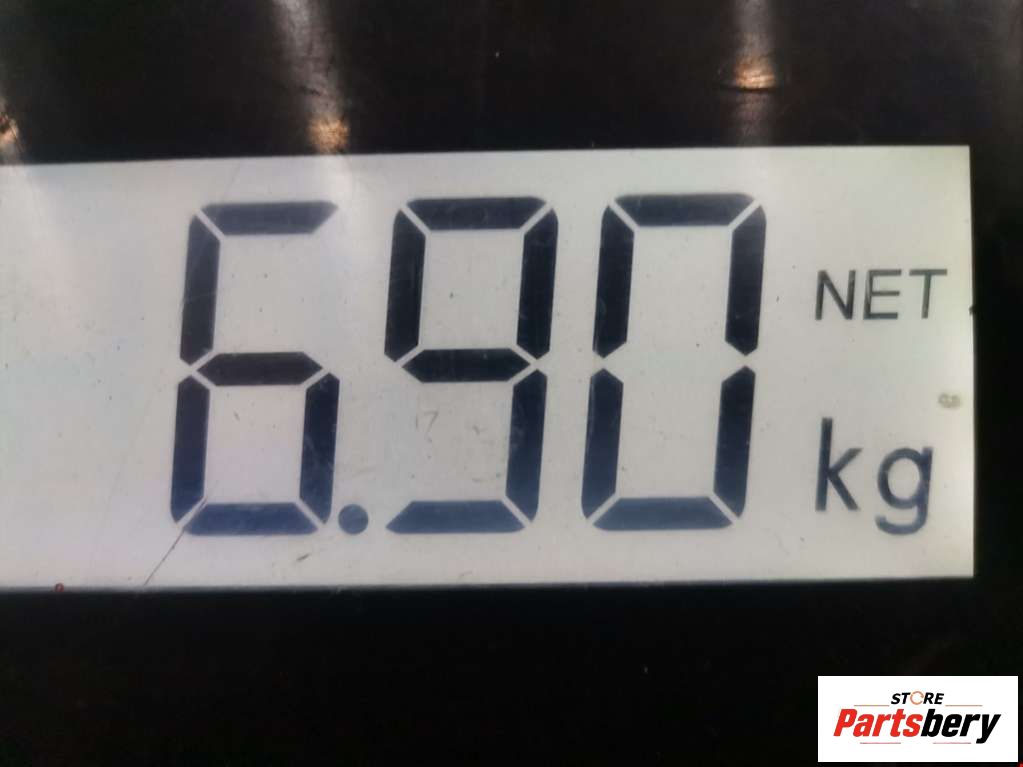 6.90
NET
kg
STORE
Partsbery